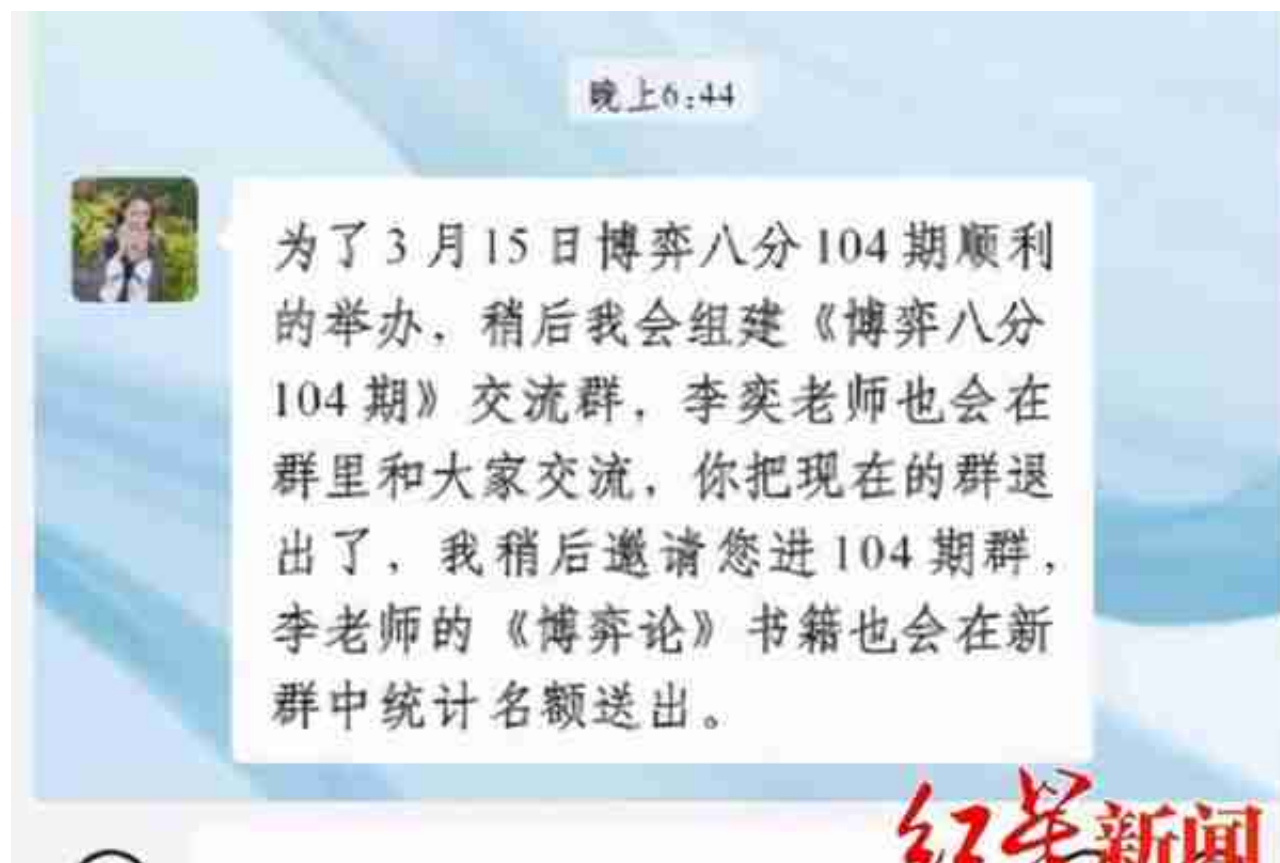 晚上6:44
为了3月15日博弈八分104期顺利
的举办，稍后我会组建《博弈八分
104期》交流群，李奕老师也会在
群里和大家交流，你把现在的群退
出了，我稍后邀请您进104期群，
李老师的《博弈论》书籍也会在新
群中统计名额送出。
红星新闻